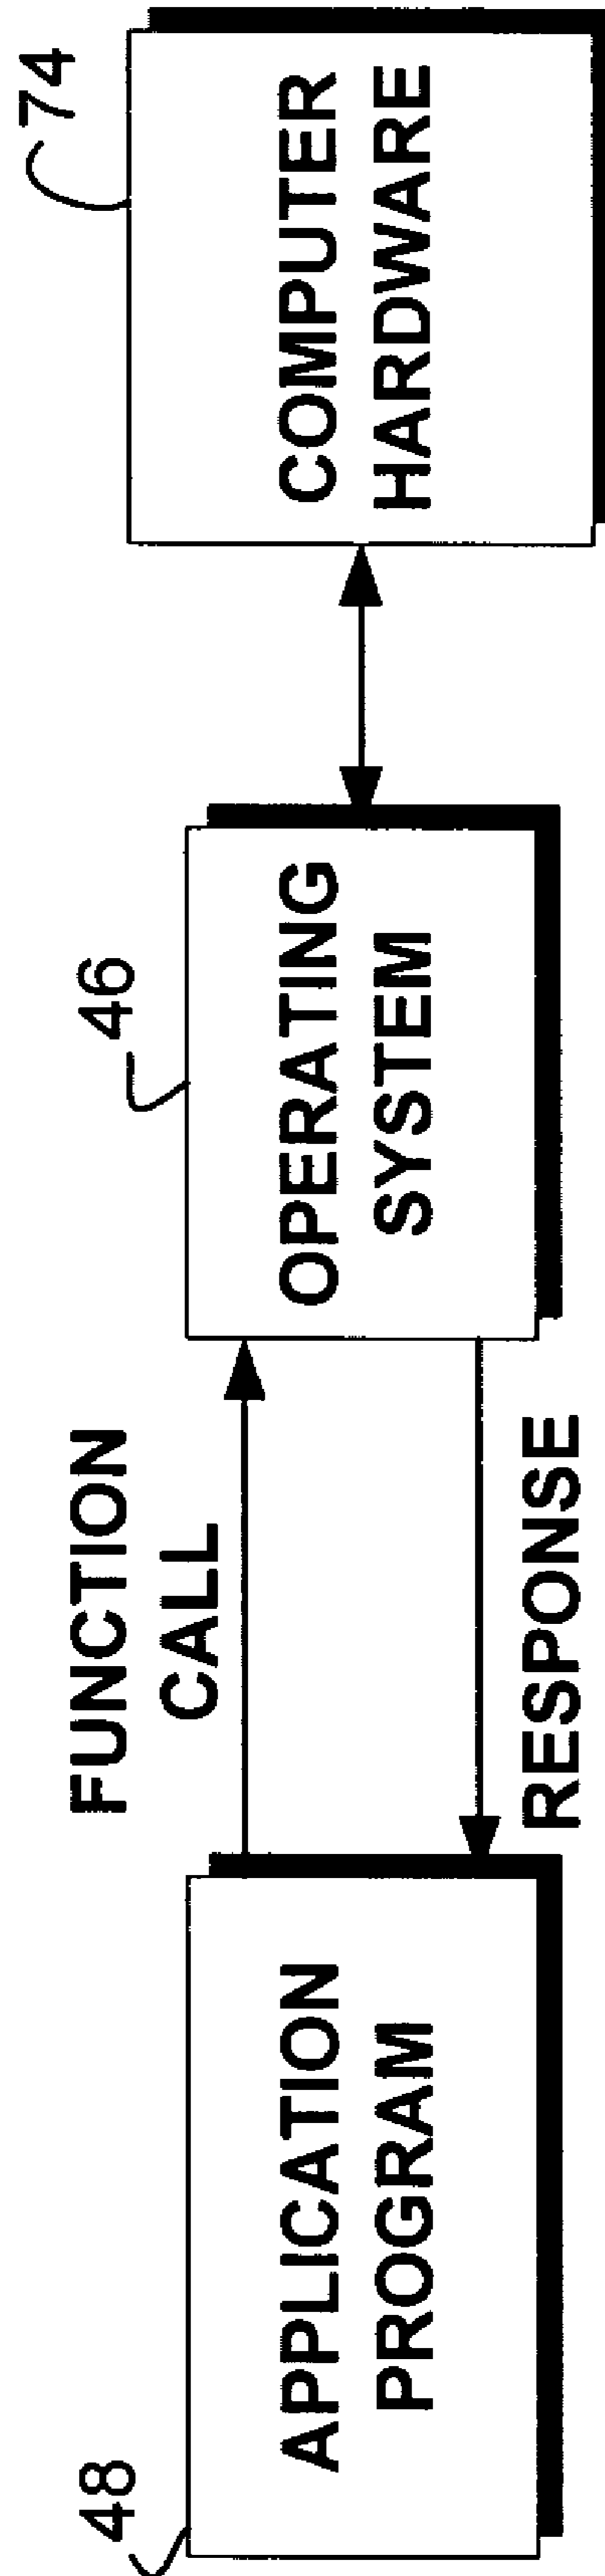 48
APPLICATION
PROGRAM
FUNCTION
CALL
RESPONSE
46
OPERATING
SYSTEM
74
COMPUTER
HARDWARE